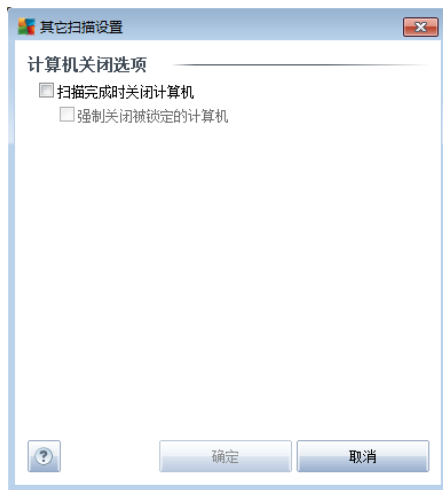 其它扫描设置
计算机关闭选项
扫描完成时关闭计算机
强制关闭被锁定的计算机
?
确定
取消